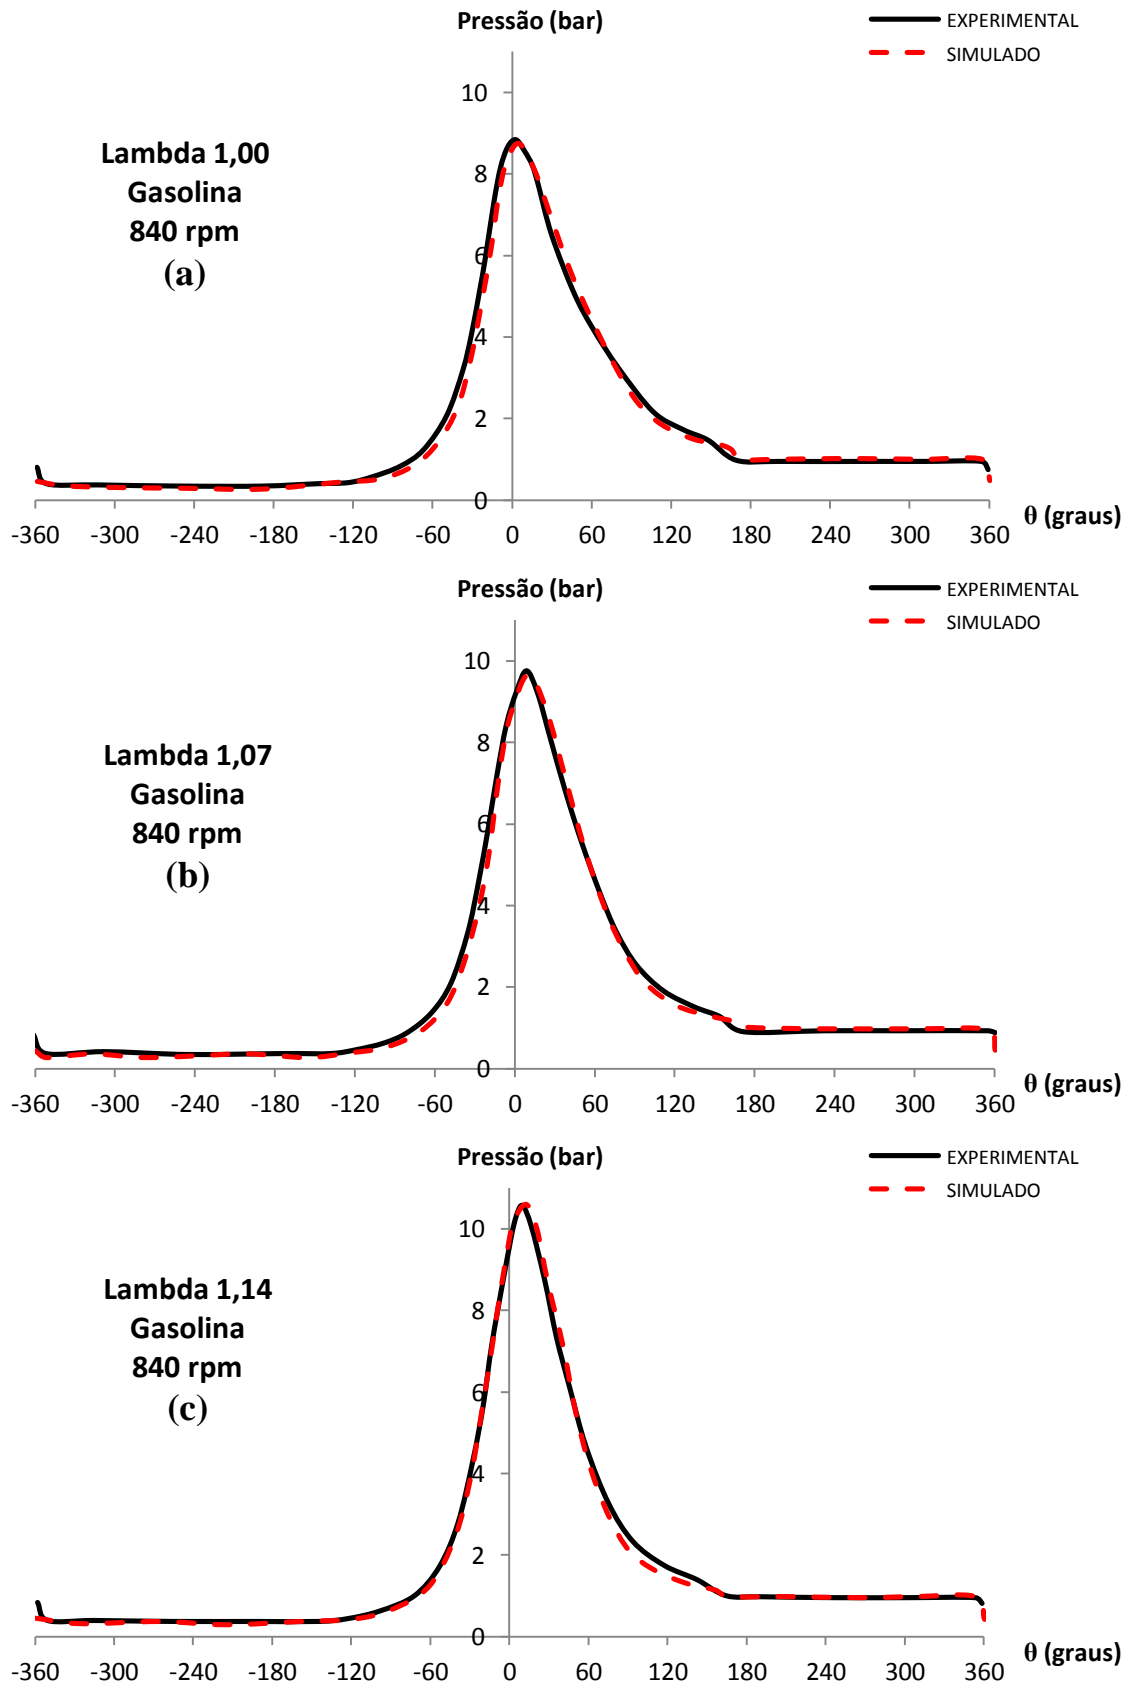 Pressão (bar)
EXPERIMENTAL
SIMULADO
10
8
6
4
2
0
Lambda 1,00
Gasolina
840 rpm
(a)
θ (graus)
-360 -300 -240 -180 -120 -60 0 60 120 180 240 300 360
Pressão (bar)
EXPERIMENTAL
SIMULADO
10
8
6
4
2
0
Lambda 1,07
Gasolina
840 rpm
(b)
θ (graus)
-360 -300 -240 -180 -120 -60 0 60 120 180 240 300 360
Pressão (bar)
EXPERIMENTAL
SIMULADO
10
8
6
4
2
0
Lambda 1,14
Gasolina
840 rpm
(c)
θ (graus)
-360 -300 -240 -180 -120 -60 0 60 120 180 240 300 360